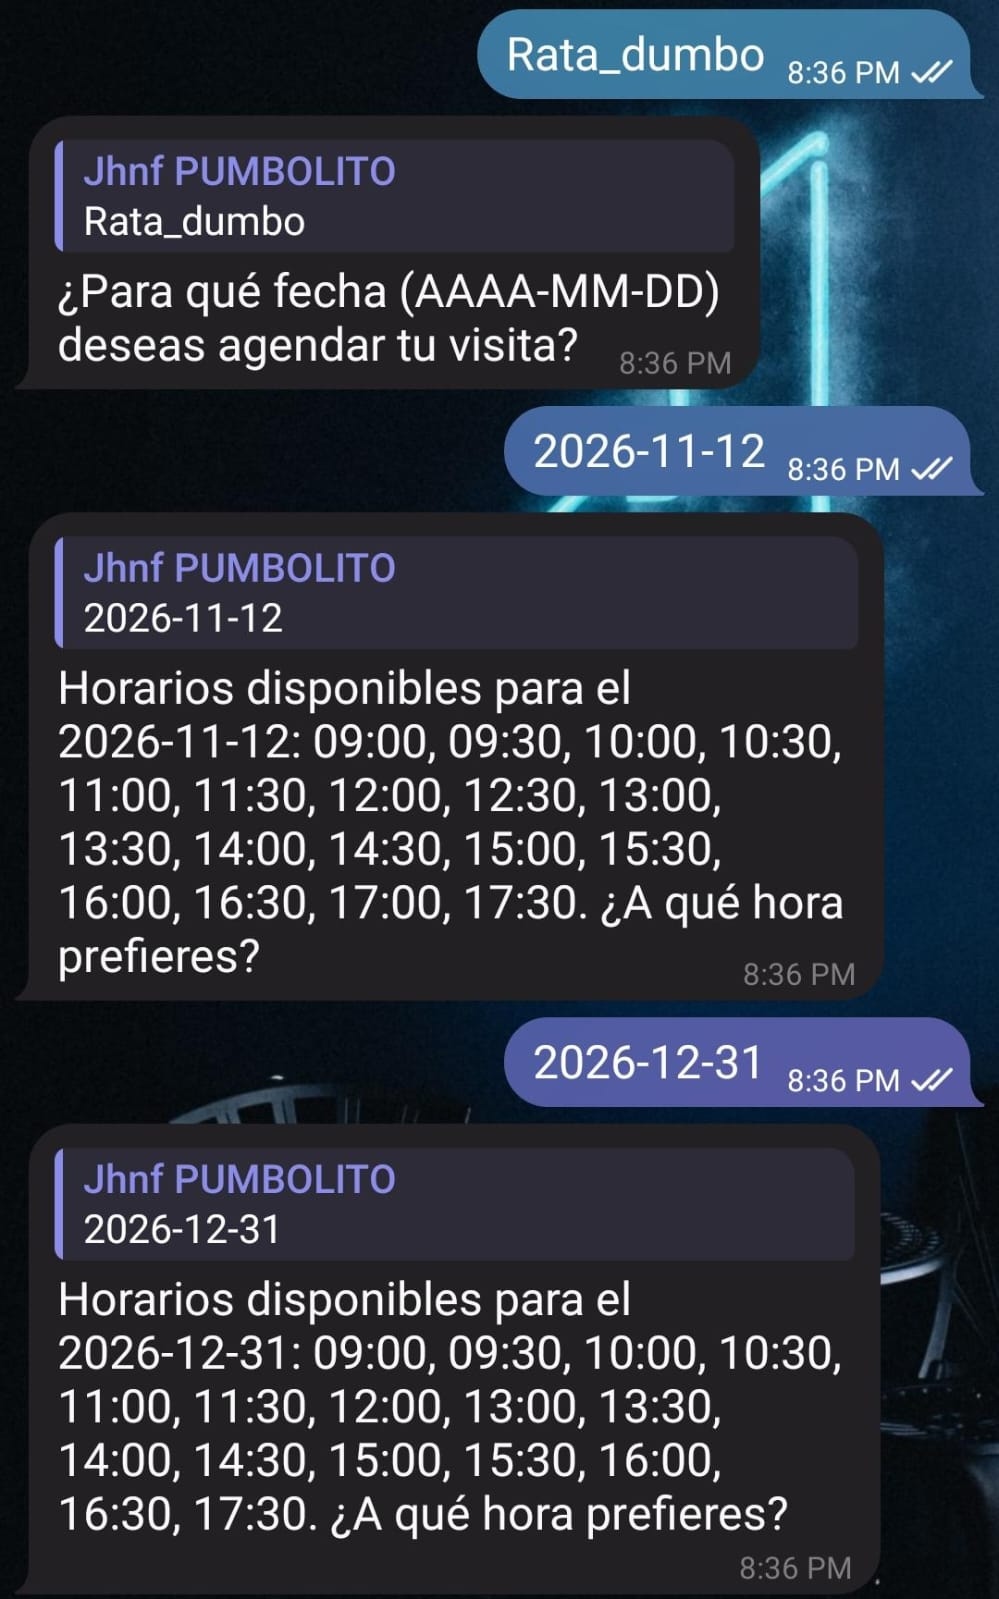 Rata_dumbo 8:36 PM
Jhnf PUMBOLITO
Rata_dumbo
¿Para qué fecha (AAAA-MM-DD)
deseas agendar tu visita? 8:36 PM
2026-11-12 8:36 PM
Jhnf PUMBOLITO
2026-11-12
Horarios disponibles para el
2026-11-12: 09:00, 09:30, 10:00, 10:30,
11:00, 11:30, 12:00, 12:30, 13:00,
13:30, 14:00, 14:30, 15:00, 15:30,
16:00, 16:30, 17:00, 17:30. ¿A qué hora
prefieres? 8:36 PM
2026-12-31 8:36 PM
Jhnf PUMBOLITO
2026-12-31
Horarios disponibles para el
2026-12-31: 09:00, 09:30, 10:00, 10:30,
11:00, 11:30, 12:00, 13:00, 13:30,
14:00, 14:30, 15:00, 15:30, 16:00,
16:30, 17:30. ¿A qué hora prefieres?
8:36 PM